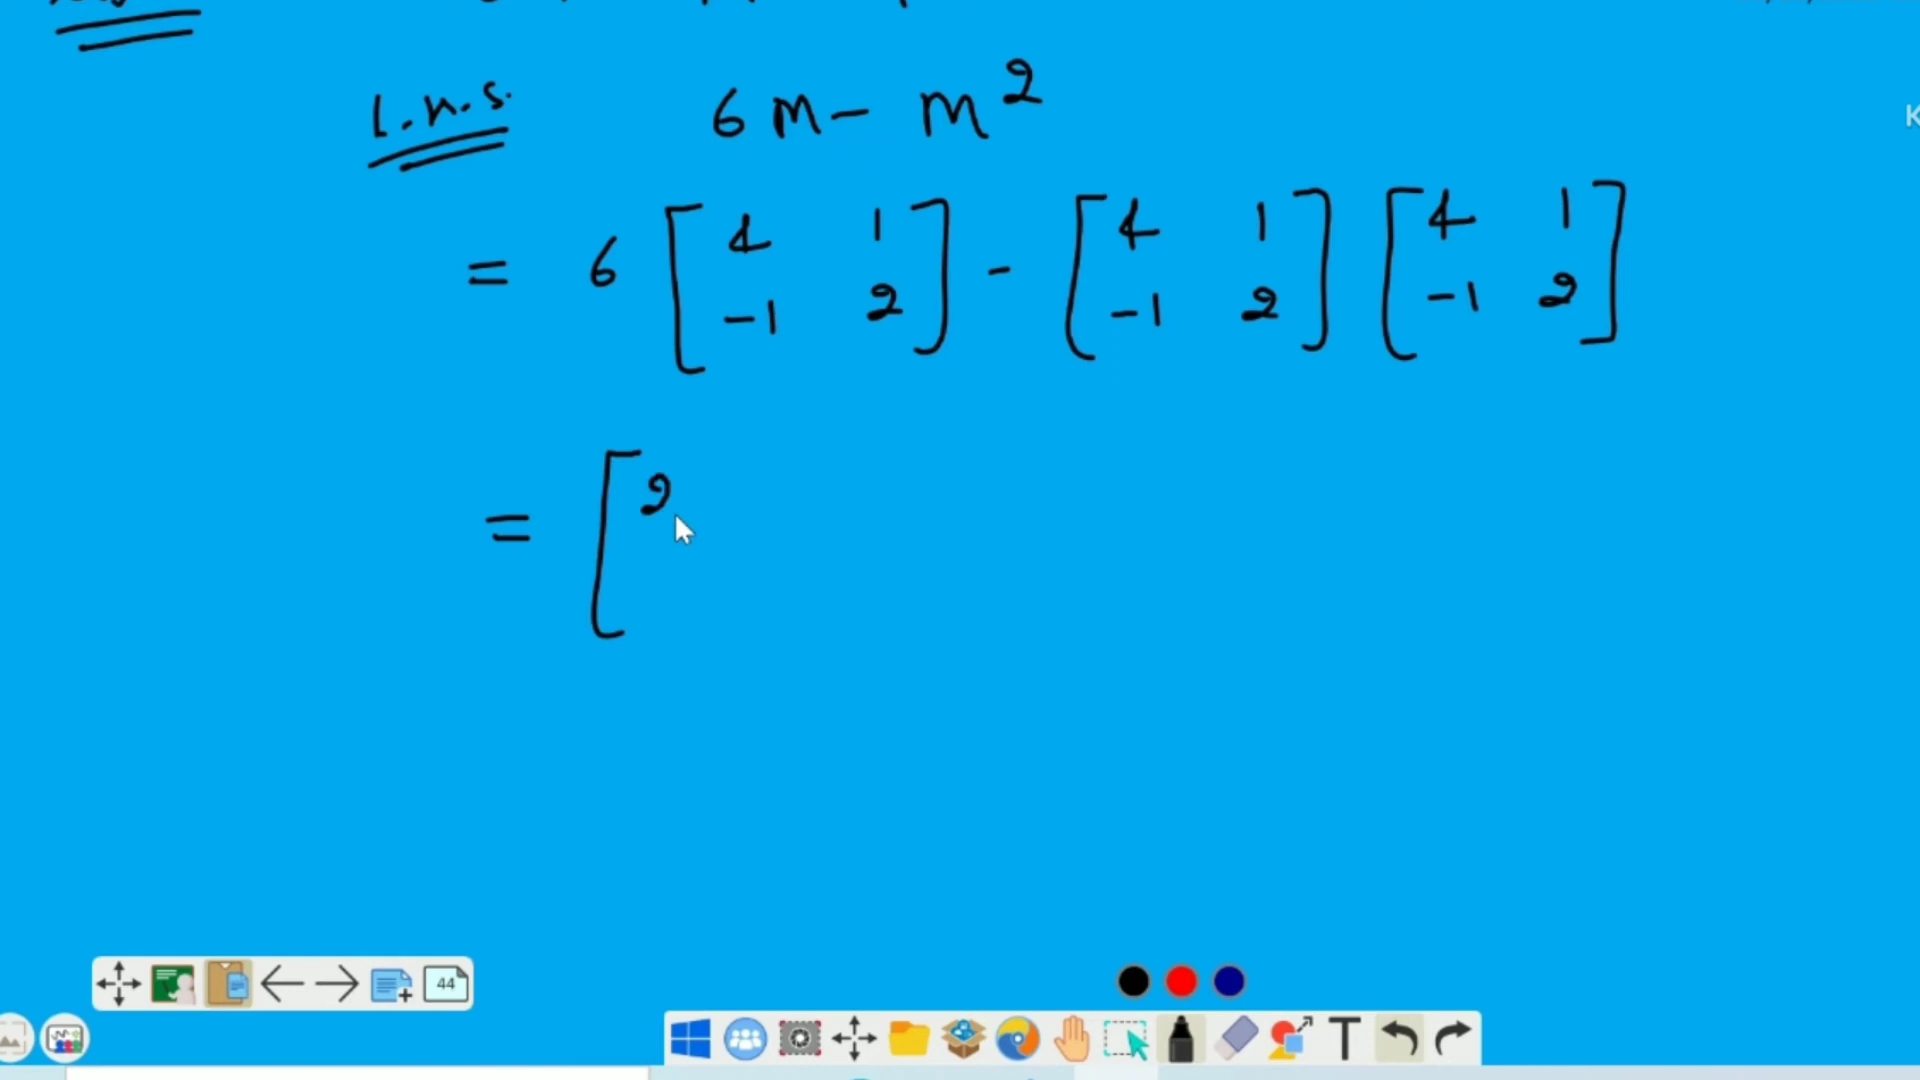 L.H.S. 6M - M²
= 6 [ 4 1 ] - [ 4 1 ] [ 4 1 ]
[ -1 2 ] [ -1 2 ] [ -1 2 ]
= [ 2
44
T
K